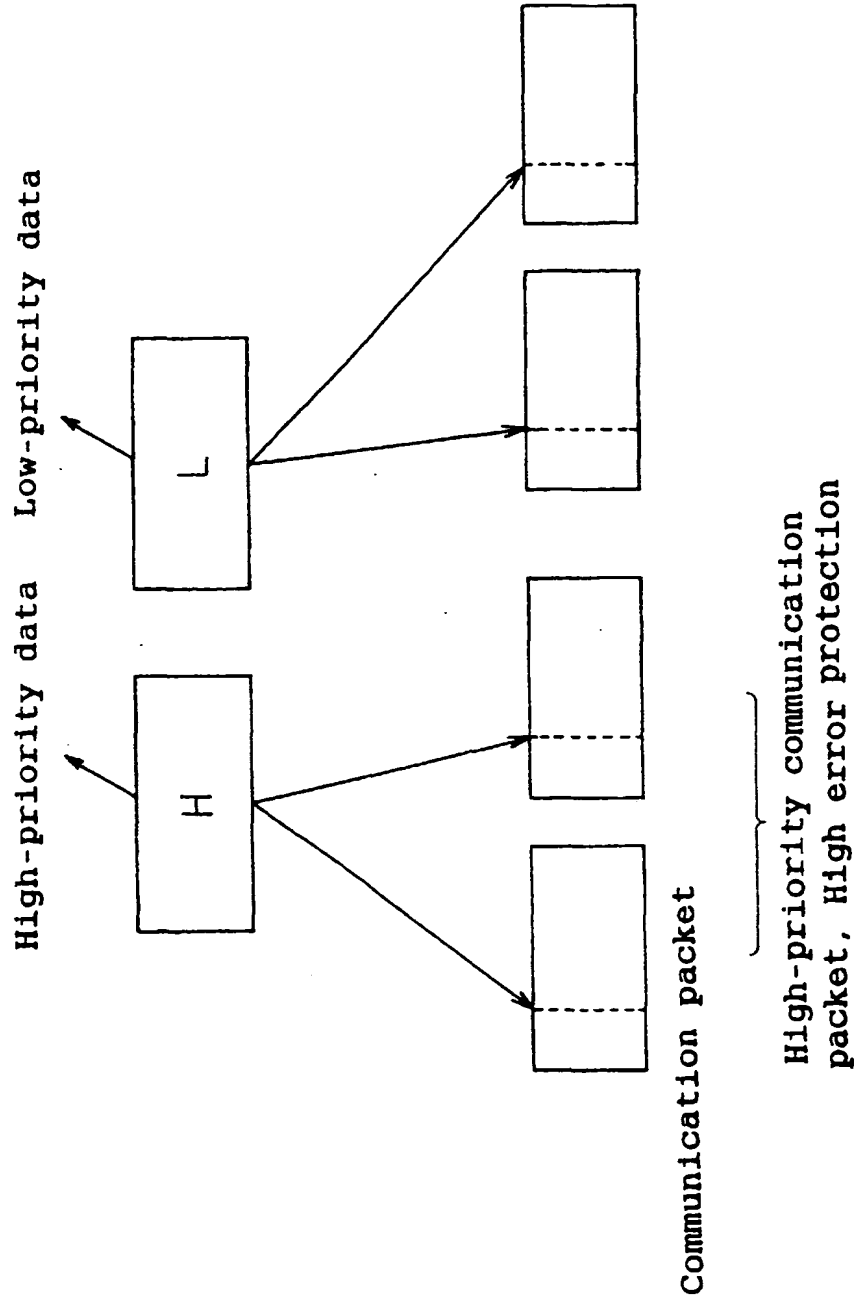 High-priority data
Low-priority data
H
L
Communication packet
High-priority communication
packet, High error protection